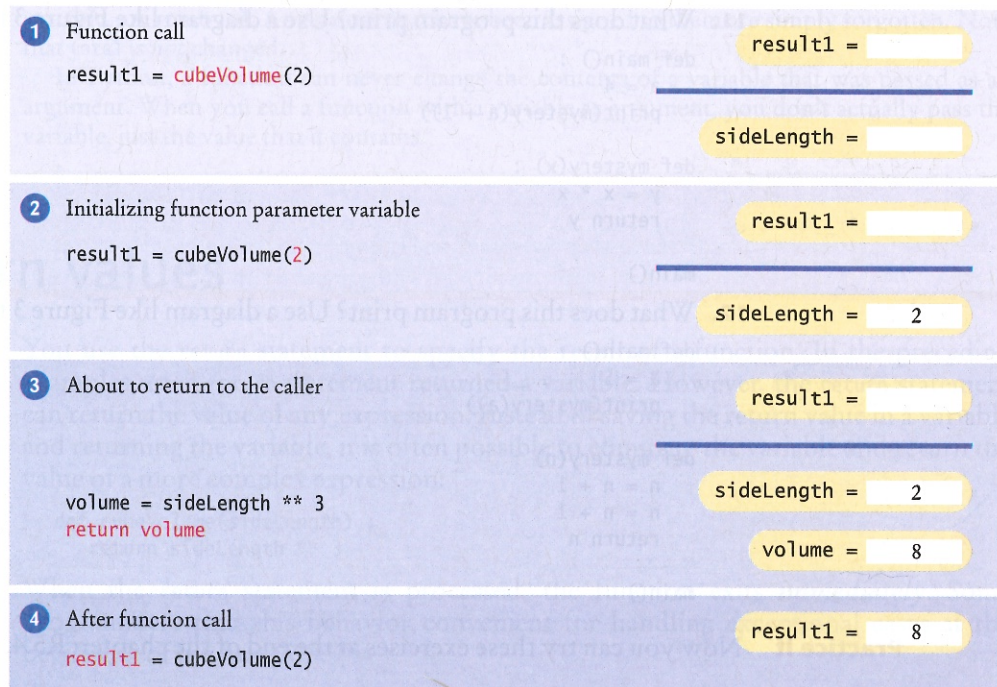 1 Function call
result1 = cubeVolume(2)
result1 =
sideLength =
2 Initializing function parameter variable
result1 = cubeVolume(2)
result1 =
sideLength = 2
3 About to return to the caller
volume = sideLength ** 3
return volume
result1 =
sideLength = 2
volume = 8
4 After function call
result1 = cubeVolume(2)
result1 = 8